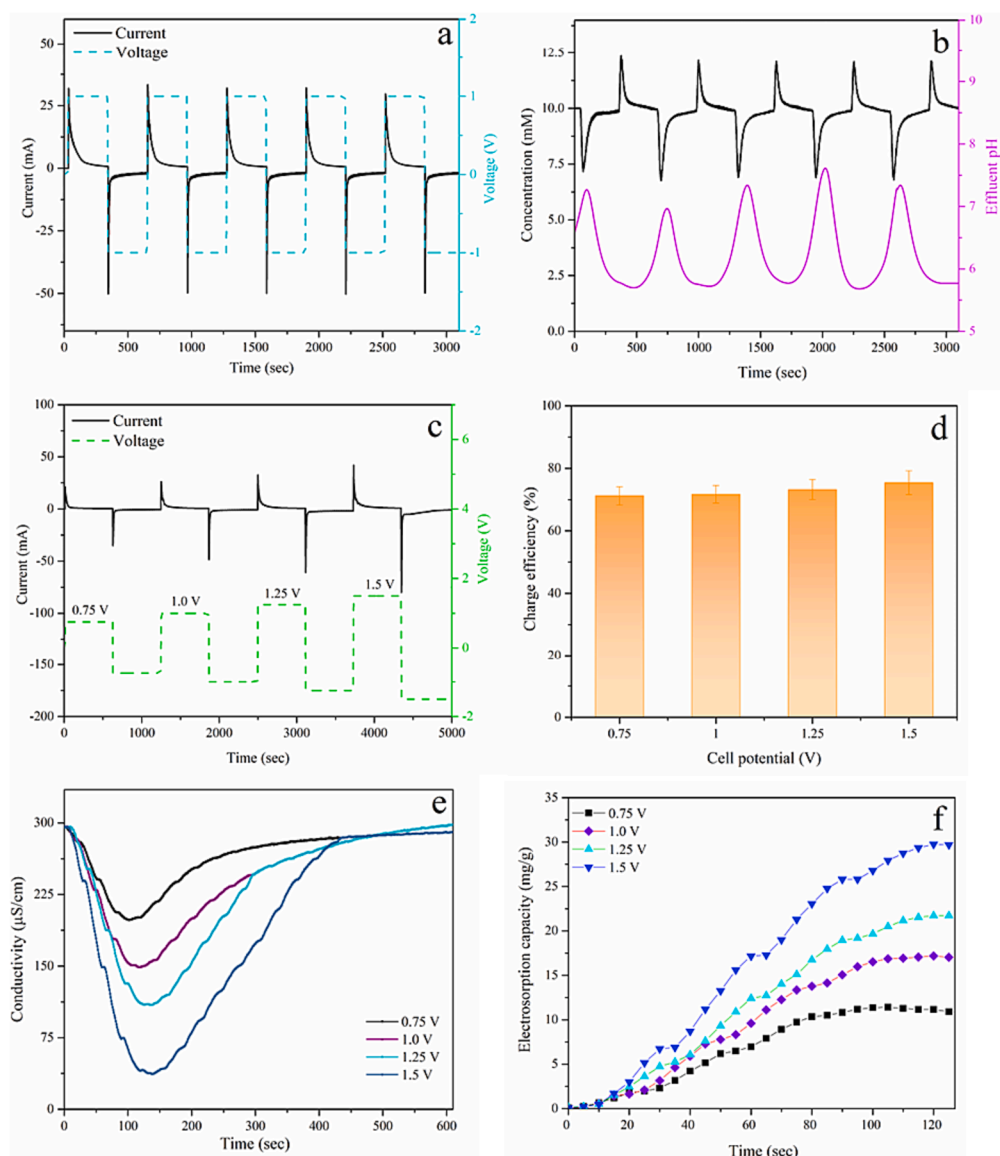 a
Current
Voltage
50
25
0
-25
-50
Current (mA)
2
1
0
-1
-2
Voltage (V)
0 500 1000 1500 2000 2500 3000
Time (sec)
b
12.5
10.0
7.5
5.0
2.5
0.0
Concentration (mM)
10
9
8
7
6
5
Effluent pH
0 500 1000 1500 2000 2500 3000
Time (sec)
c
Current
Voltage
100
50
0
-50
-100
-150
-200
Current (mA)
6
4
2
0
-2
Voltage (V)
0.75 V
1.0 V
1.25 V
1.5 V
0 1000 2000 3000 4000 5000
Time (sec)
d
100
80
60
40
20
0
Charge efficiency (%)
0.75 1 1.25 1.5
Cell potential (V)
e
300
225
150
75
0
Conductivity (μS/cm)
0.75 V
1.0 V
1.25 V
1.5 V
0 100 200 300 400 500 600
Time (sec)
f
0.75 V
1.0 V
1.25 V
1.5 V
35
30
25
20
15
10
5
0
Electrosorption capacity (mg/g)
0 20 40 60 80 100 120
Time (sec)